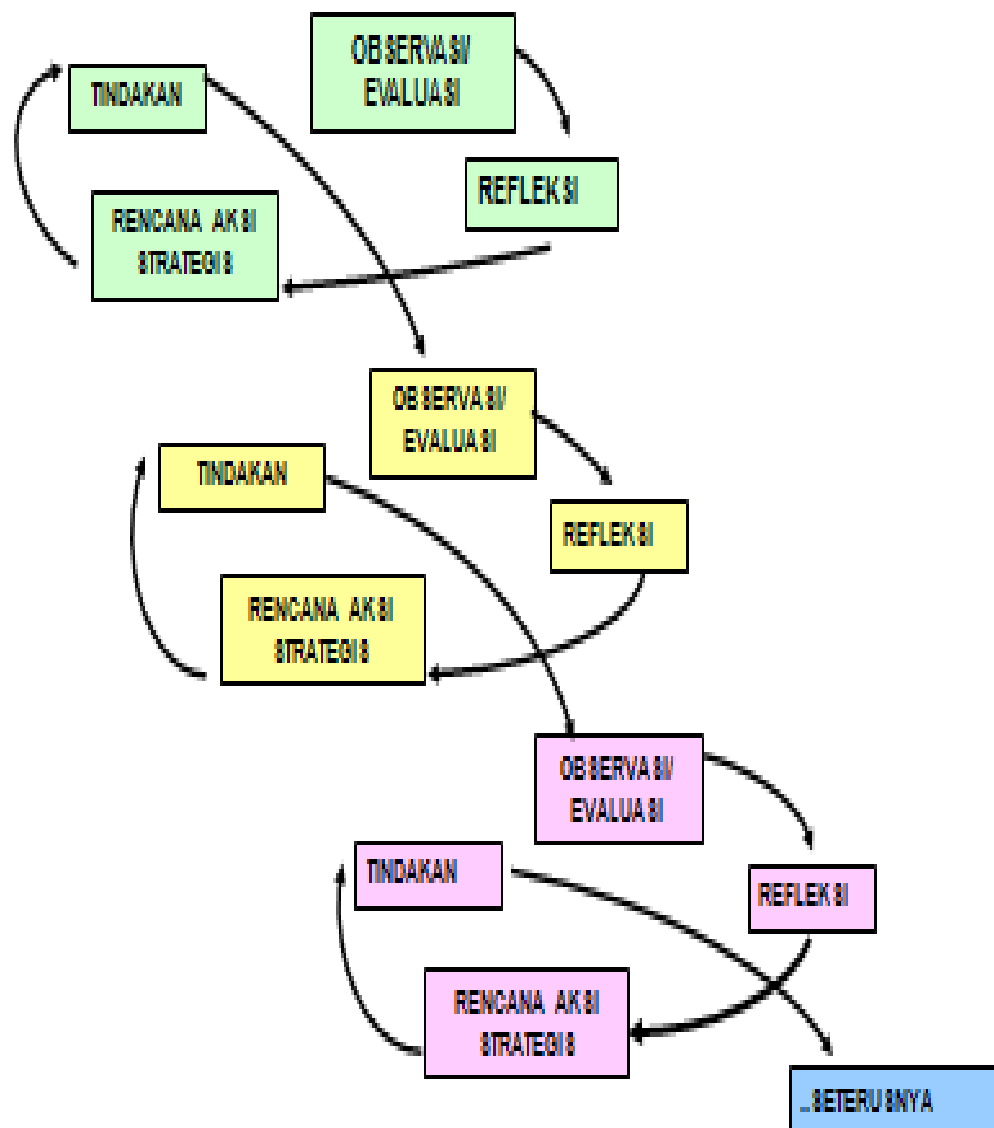 OBSERVASI/
EVALUASI
TINDAKAN
REFLEKSI
RENCANA AKSI
STRATEGIS
OBSERVASI/
EVALUASI
TINDAKAN
REFLEKSI
RENCANA AKSI
STRATEGIS
OBSERVASI/
EVALUASI
TINDAKAN
REFLEKSI
RENCANA AKSI
STRATEGIS
...SETERUSNYA